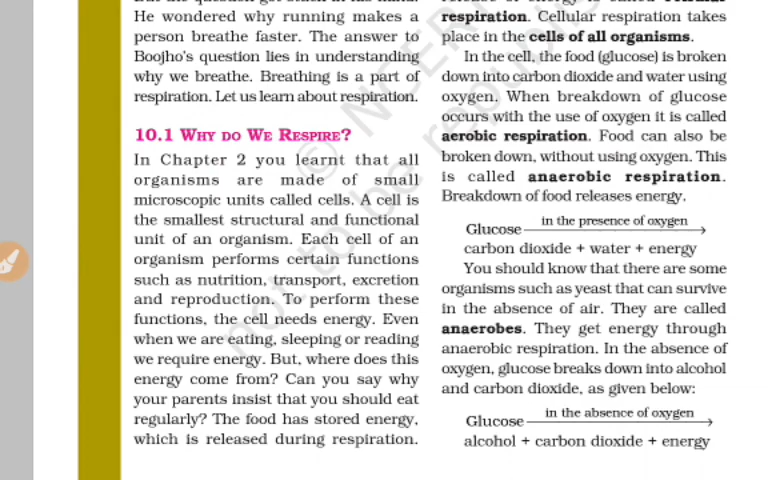 He wondered why running makes a
person breathe faster. The answer to
Boojho's question lies in understanding
why we breathe. Breathing is a part of
respiration. Let us learn about respiration.
10.1 WHY DO WE RESPIRE?
In Chapter 2 you learnt that all
organisms are made of small
microscopic units called cells. A cell is
the smallest structural and functional
unit of an organism. Each cell of an
organism performs certain functions
such as nutrition, transport, excretion
and reproduction. To perform these
functions, the cell needs energy. Even
when we are eating, sleeping or reading
we require energy. But, where does this
energy come from? Can you say why
your parents insist that you should eat
regularly? The food has stored energy,
which is released during respiration.
respiration. Cellular respiration takes
place in the cells of all organisms.
In the cell, the food (glucose) is broken
down into carbon dioxide and water using
oxygen. When breakdown of glucose
occurs with the use of oxygen it is called
aerobic respiration. Food can also be
broken down, without using oxygen. This
is called anaerobic respiration.
Breakdown of food releases energy.
in the presence of oxygen
Glucose
carbon dioxide + water + energy
You should know that there are some
organisms such as yeast that can survive
in the absence of air. They are called
anaerobes. They get energy through
anaerobic respiration. In the absence of
oxygen, glucose breaks down into alcohol
and carbon dioxide, as given below:
in the absence of oxygen
Glucose
alcohol + carbon dioxide + energy